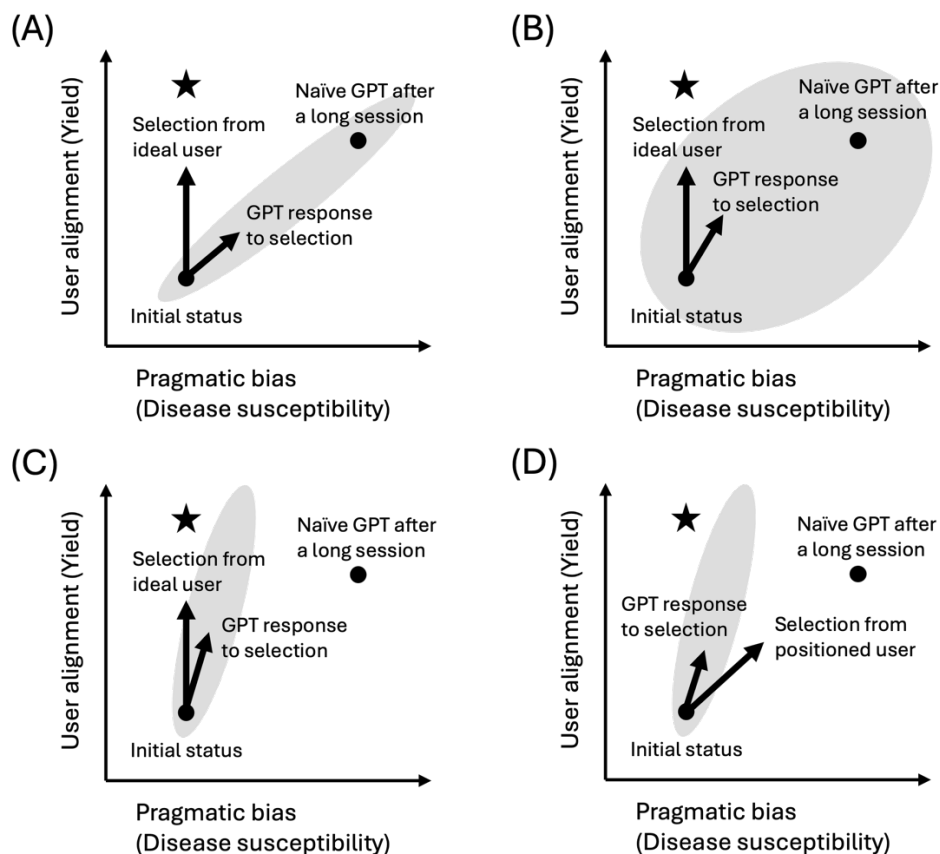 (A)
User alignment (Yield)
Naïve GPT after
a long session
Selection from
ideal user
GPT response
to selection
Initial status
Pragmatic bias
(Disease susceptibility)
(B)
User alignment (Yield)
Naïve GPT after
a long session
Selection from
ideal user
GPT response
to selection
Initial status
Pragmatic bias
(Disease susceptibility)
(C)
User alignment (Yield)
Naïve GPT after
a long session
Selection from
ideal user
GPT response
to selection
Initial status
Pragmatic bias
(Disease susceptibility)
(D)
User alignment (Yield)
Naïve GPT after
a long session
GPT response
to selection
Selection from
positioned user
Initial status
Pragmatic bias
(Disease susceptibility)